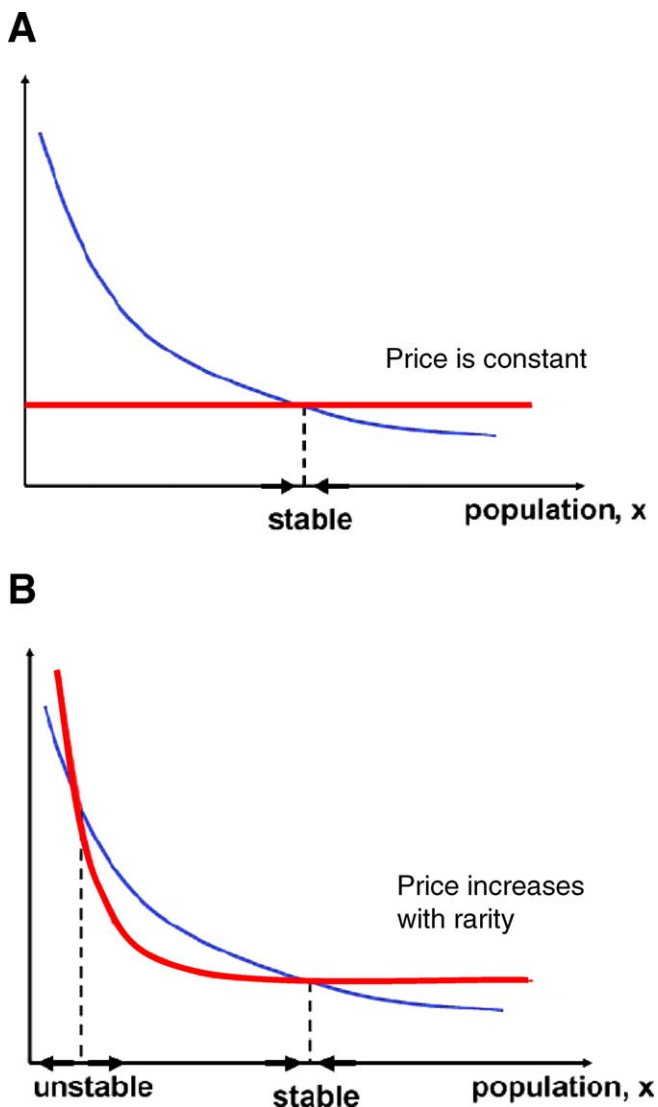 A
Price is constant
stable
population, x
B
Price increases
with rarity
unstable
stable
population, x